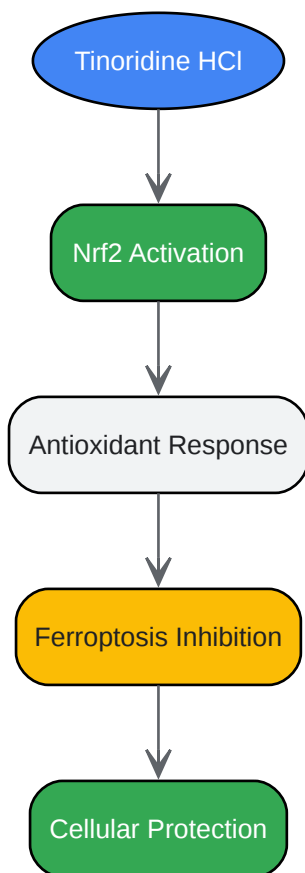 Tinoridine HCl
Nrf2 Activation
Antioxidant Response
Ferroptosis Inhibition
Cellular Protection